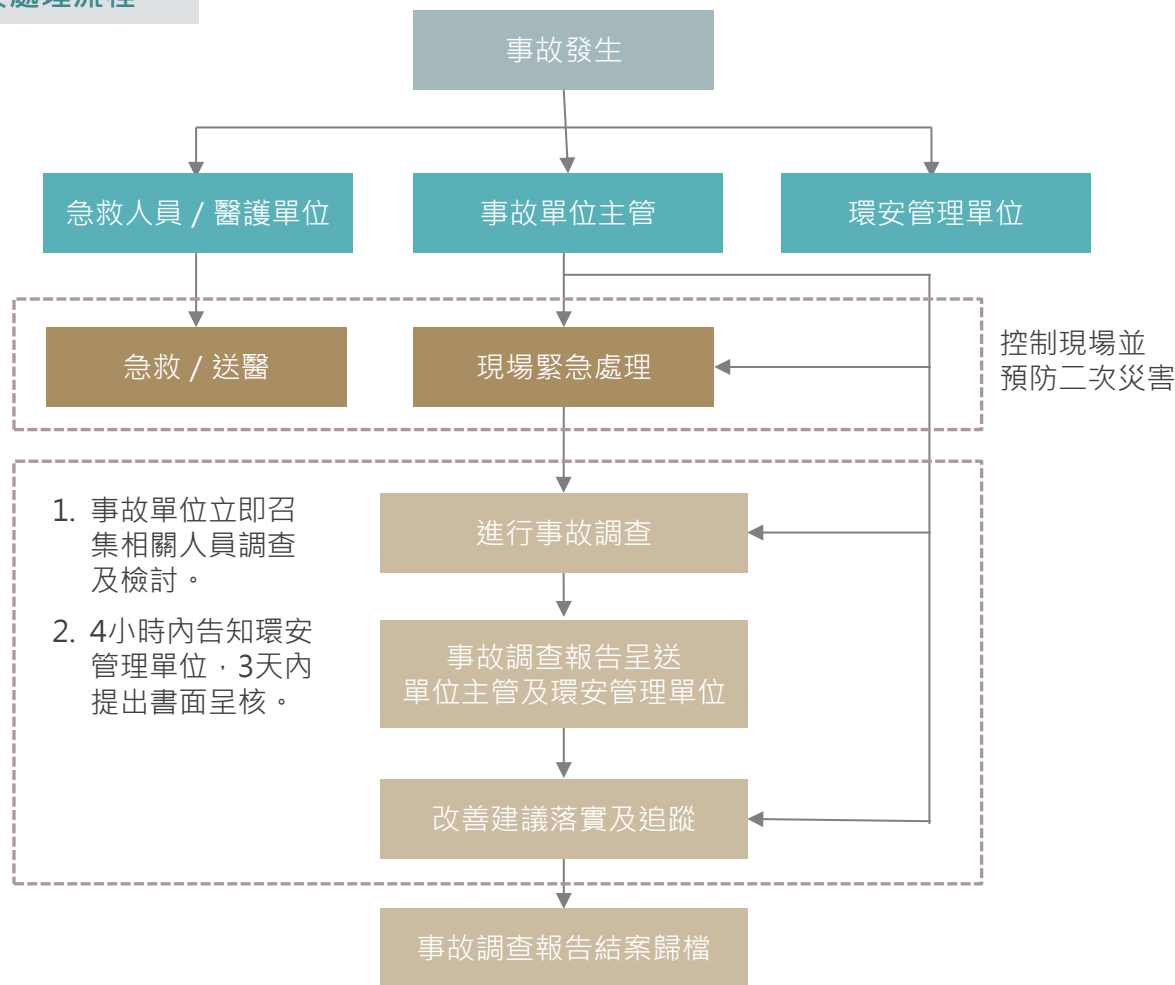 處理流程
事故發生
急救人員 / 醫護單位
事故單位主管
環安管理單位
急救 / 送醫
現場緊急處理
控制現場並
預防二次災害
1. 事故單位立即召
集相關人員調查
及檢討。
2. 4小時內告知環安
管理單位，3天內
提出書面呈核。
進行事故調查
事故調查報告呈送
單位主管及環安管理單位
改善建議落實及追蹤
事故調查報告結案歸檔